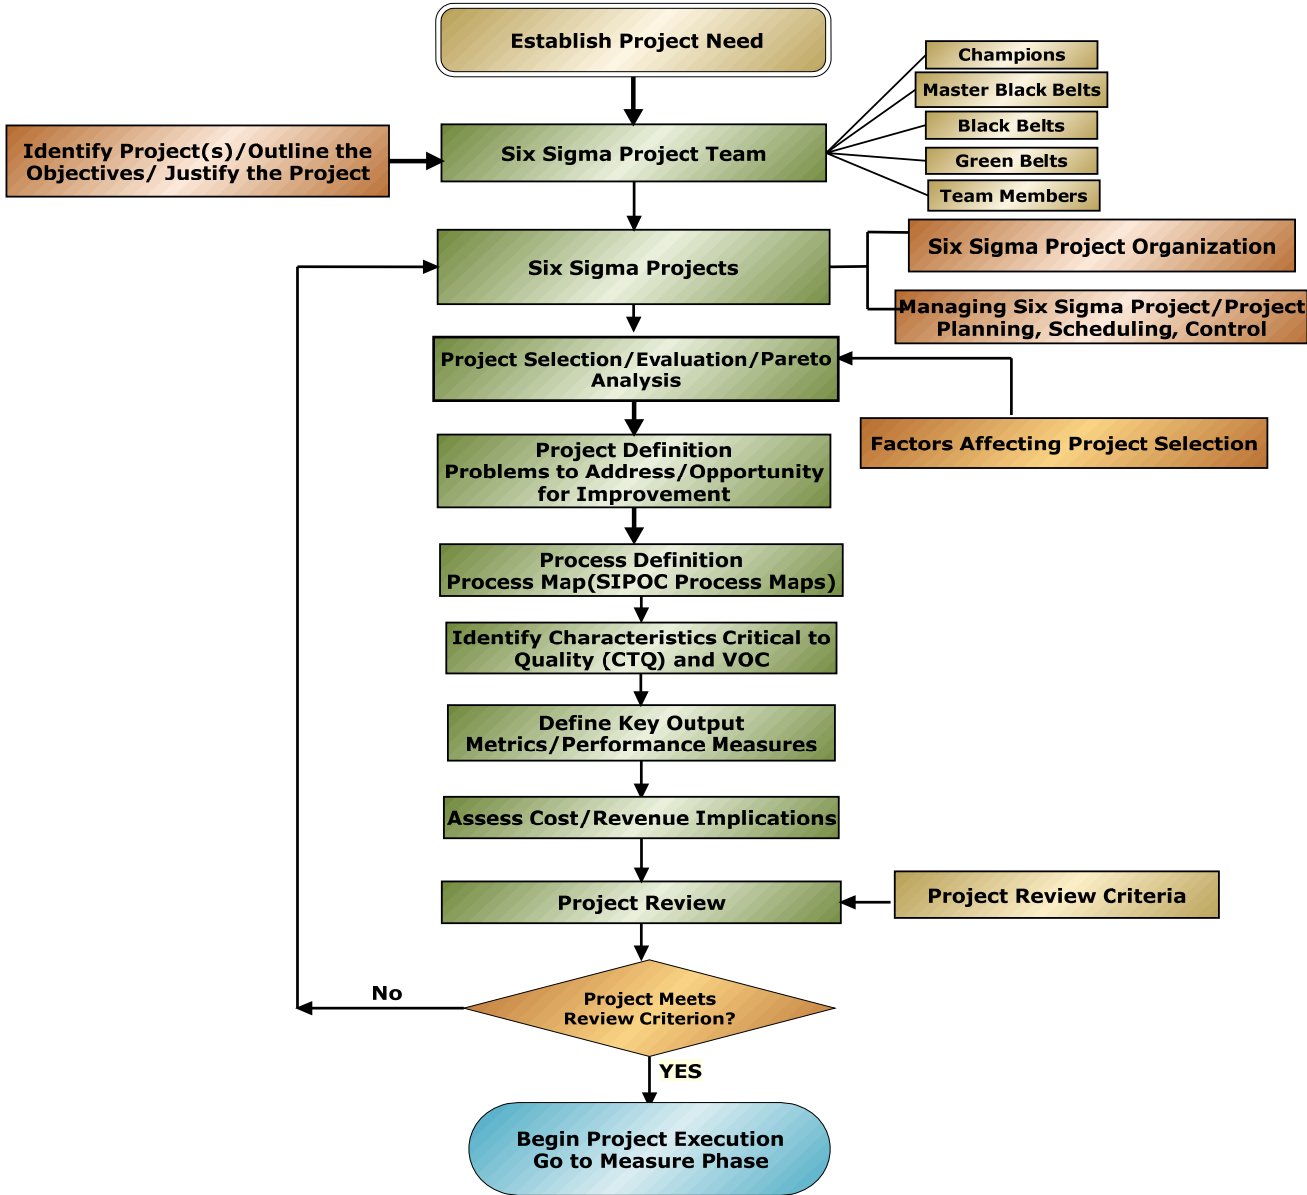 Establish Project Need
Champions
Master Black Belts
Black Belts
Green Belts
Team Members
Identify Project(s)/Outline the
Objectives/ Justify the Project
Six Sigma Project Team
Six Sigma Projects
Six Sigma Project Organization
Managing Six Sigma Project/Project
Planning, Scheduling, Control
Project Selection/Evaluation/Pareto
Analysis
Factors Affecting Project Selection
Project Definition
Problems to Address/Opportunity
for Improvement
Process Definition
Process Map(SIPOC Process Maps)
Identify Characteristics Critical to
Quality (CTQ) and VOC
Define Key Output
Metrics/Performance Measures
Assess Cost/Revenue Implications
Project Review
Project Review Criteria
No
Project Meets
Review Criterion?
YES
Begin Project Execution
Go to Measure Phase